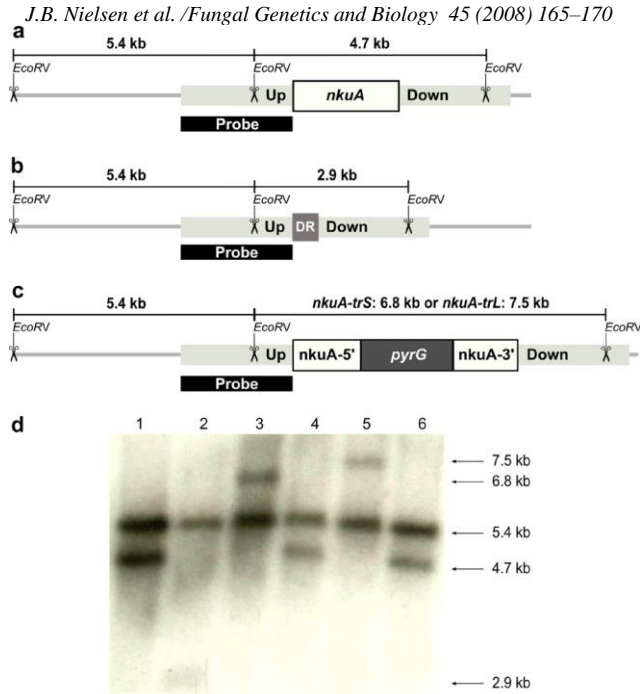 J.B. Nielsen et al. /Fungal Genetics and Biology 45 (2008) 165–170
a
5.4 kb 4.7 kb
EcoRV EcoRV EcoRV
Up nkuA Down
Probe
b
5.4 kb 2.9 kb
EcoRV EcoRV EcoRV
Up DR Down
Probe
c
5.4 kb nkuA-trS: 6.8 kb or nkuA-trL: 7.5 kb
EcoRV EcoRV EcoRV
Up nkuA-5' pyrG nkuA-3' Down
Probe
d
1 2 3 4 5 6
7.5 kb
6.8 kb
5.4 kb
4.7 kb
2.9 kb